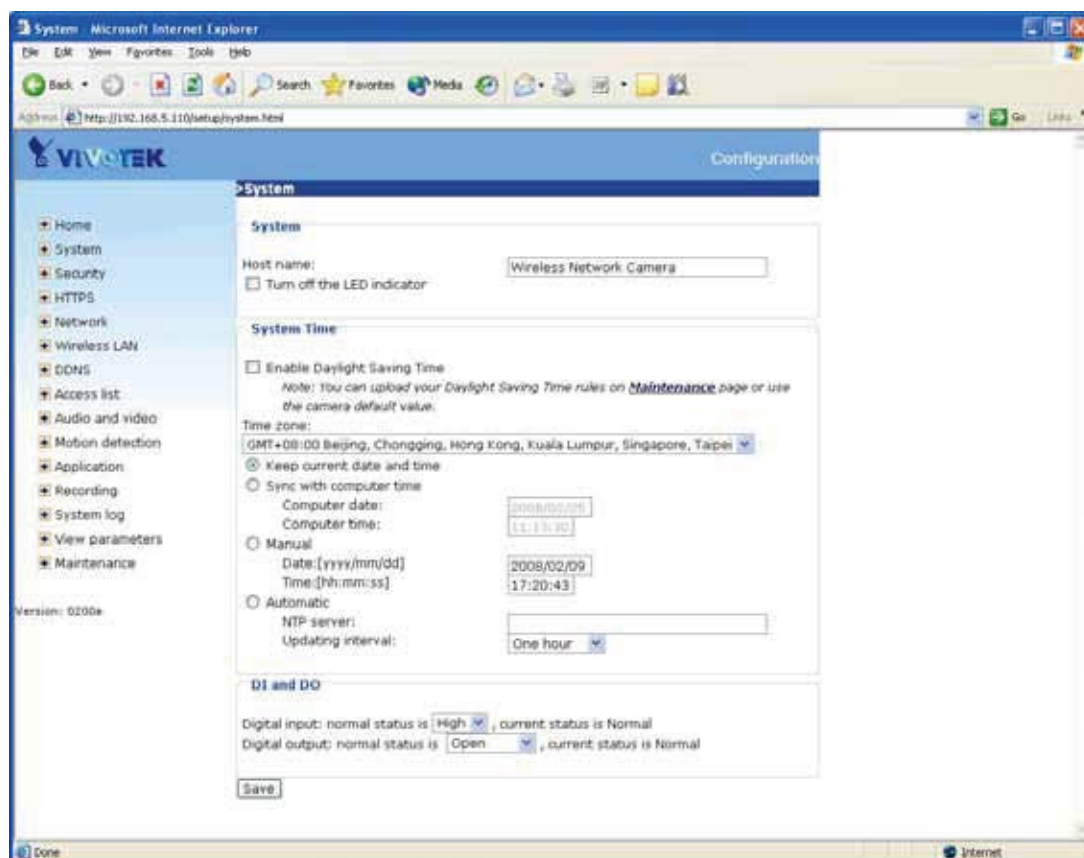 System - Microsoft Internet Explorer
File Edit View Favorites Tools Help
Back Search Favorites Media
Address http://192.168.5.110/setup/system.html Go Links
VIVOTEK
Configuration
>System
Home
System
Security
HTTPS
Network
Wireless LAN
DDNS
Access list
Audio and video
Motion detection
Application
Recording
System log
View parameters
Maintenance
Version: 0200a
System
Host name: Wireless Network Camera
Turn off the LED indicator
System Time
Enable Daylight Saving Time
Note: You can upload your Daylight Saving Time rules on Maintenance page or use
the camera default value.
Time zone:
GMT+08:00 Beijing, Chongqing, Hong Kong, Kuala Lumpur, Singapore, Taipei
Keep current date and time
Sync with computer time
Computer date:
Computer time:
Manual
Date:[yyyy/mm/dd] 2008/02/09
Time:[hh:mm:ss] 17:20:43
Automatic
NTP server:
Updating interval: One hour
DI and DO
Digital input: normal status is High , current status is Normal
Digital output: normal status is Open , current status is Normal
Save
Done
Internet